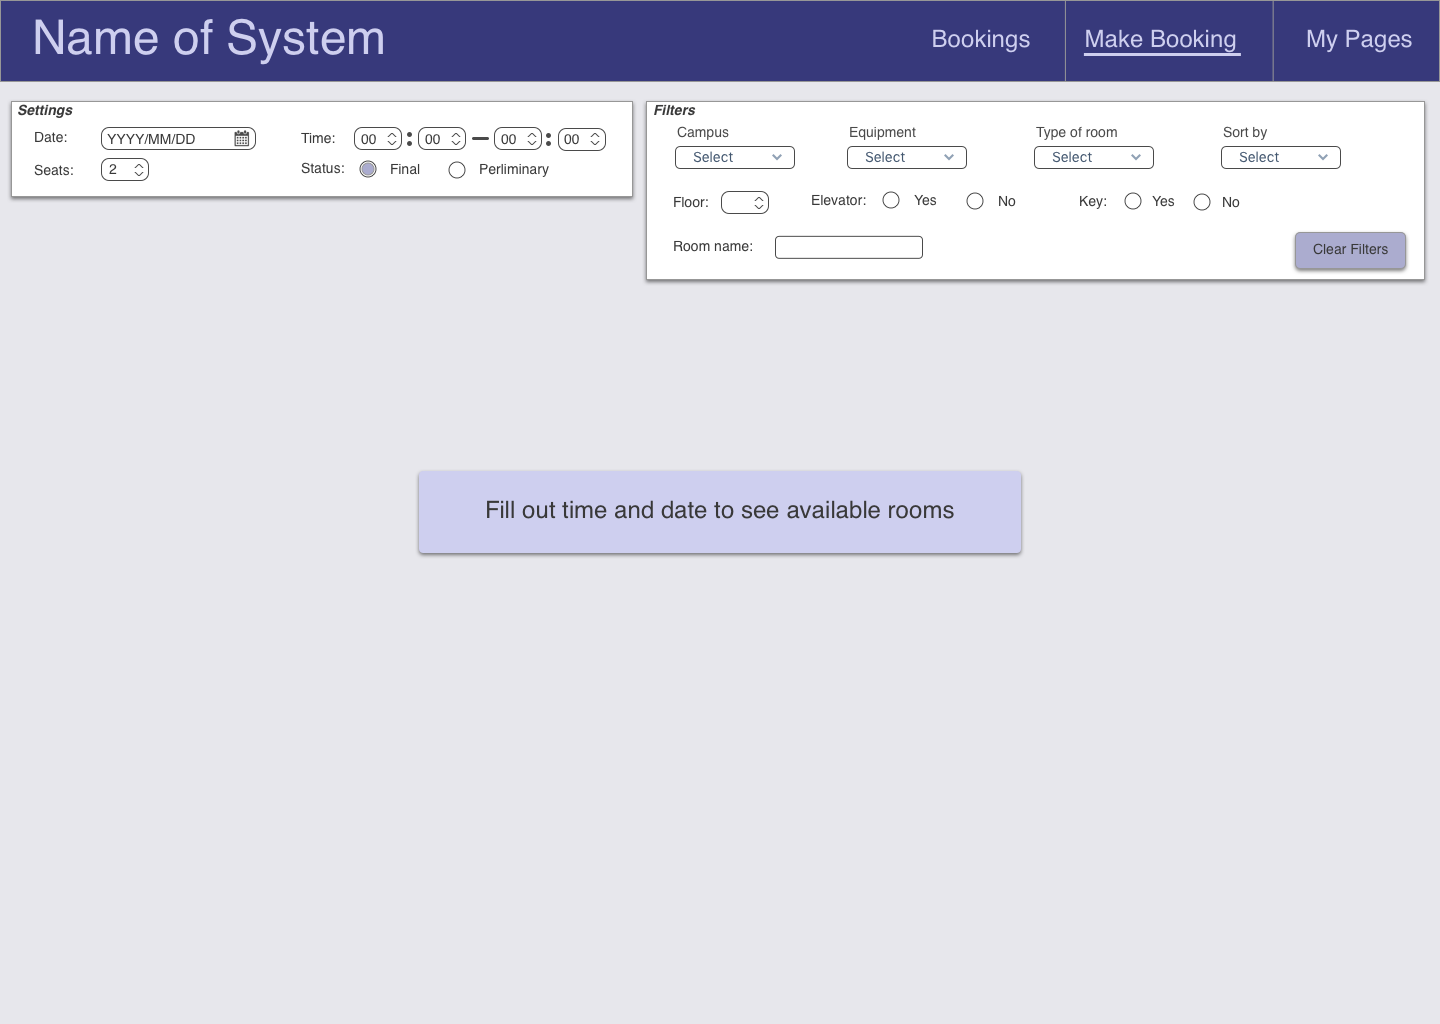 Name of System
Bookings
Make Booking
My Pages
Settings
Date: YYYY/MM/DD
Time: 00 : 00 — 00 : 00
Seats: 2
Status: Final Perliminary
Filters
Campus Equipment Type of room Sort by
Select Select Select Select
Floor: Elevator: Yes No Key: Yes No
Room name:
Clear Filters
Fill out time and date to see available rooms